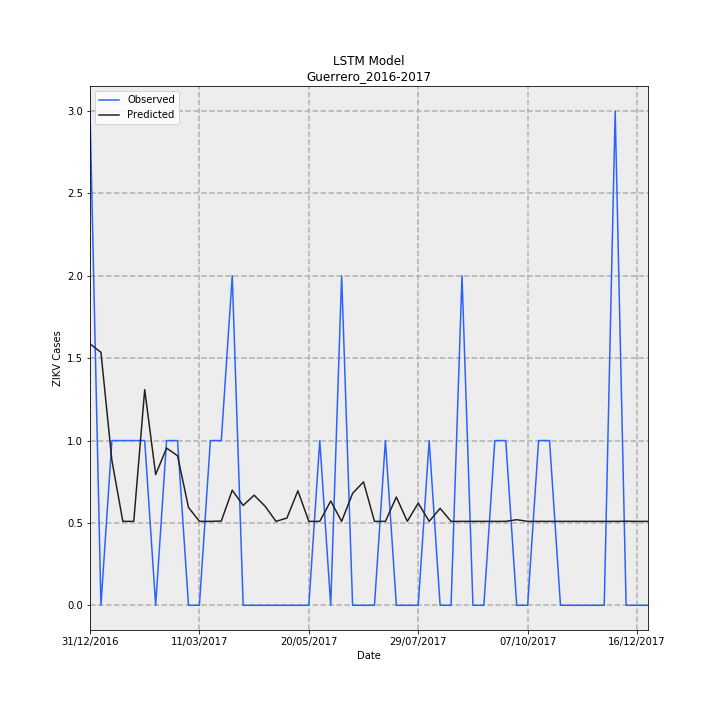 LSTM Model
Guerrero_2016-2017
Observed
Predicted
3.0
2.5
2.0
1.5
1.0
0.5
0.0
ZIKV Cases
31/12/2016
11/03/2017
20/05/2017
29/07/2017
07/10/2017
16/12/2017
Date